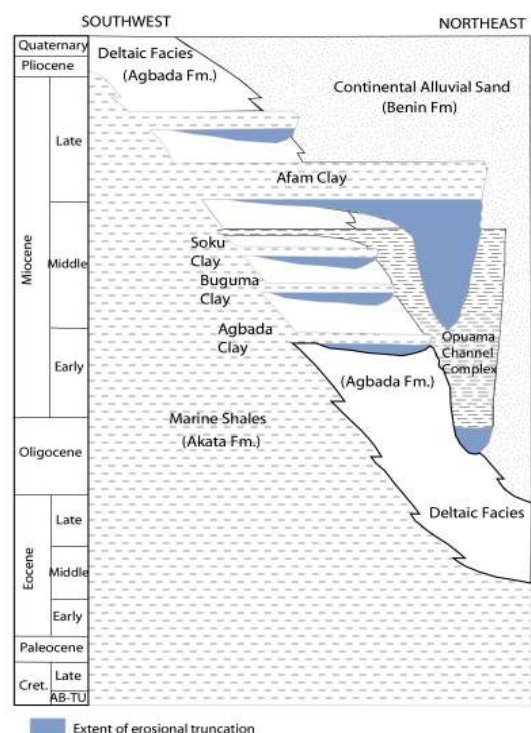 SOUTHWEST
NORTHEAST
Quaternary
Pliocene
Miocene
Late
Middle
Early
Oligocene
Eocene
Late
Middle
Early
Paleocene
Cret.
Late
AB-TU
Deltaic Facies
(Agbada Fm.)
Continental Alluvial Sand
(Benin Fm)
Afam Clay
Soku
Clay
Buguma
Clay
Agbada
Clay
Opuama
Channel
Complex
(Agbada Fm.)
Marine Shales
(Akata Fm.)
Deltaic Facies
Extent of erosional truncation